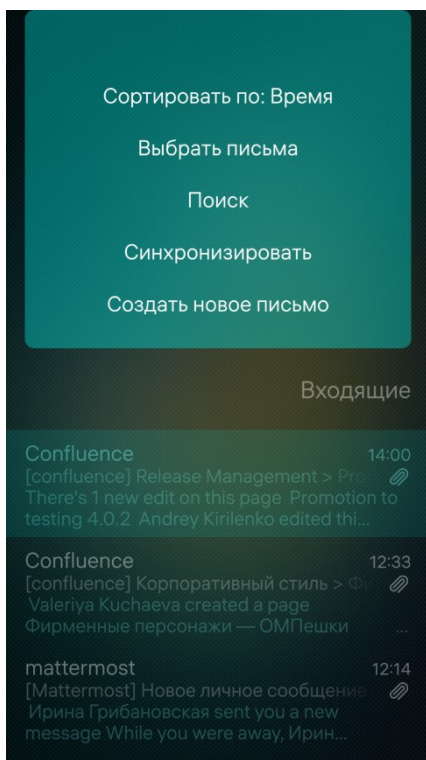 Сортировать по: Время
Выбрать письма
Поиск
Синхронизировать
Создать новое письмо
Входящие
Confluence 14:00
[confluence] Release Management > Pro
There's 1 new edit on this page Promotion to
testing 4.0.2 Andrey Kirilenko edited thi...
Confluence 12:33
[confluence] Корпоративный стиль > Фи
Valeriya Kuchaeva created a page
Фирменные персонажи — ОМПешки ...
mattermost 12:14
[Mattermost] Новое личное сообщение
Ирина Грибановская sent you a new
message While you were away, Ирин...